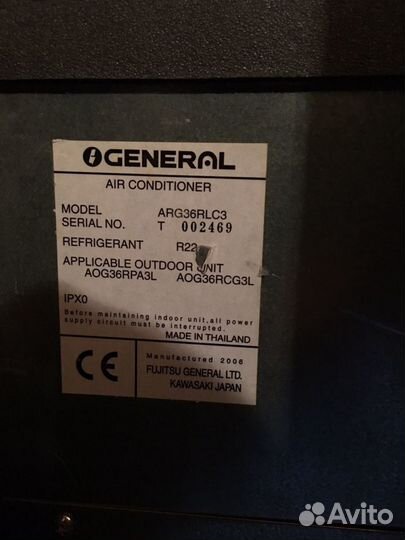 GENERAL
AIR CONDITIONER
MODEL ARG36RLC3
SERIAL NO. T 002469
REFRIGERANT R22
APPLICABLE OUTDOOR UNIT
AOG36RPA3L AOG36RCG3L
IPX0
Before maintaining indoor unit,all power
supply circuit must be interrupted.
MADE IN THAILAND
CE
Manufactured 2006
FUJITSU GENERAL LTD.
KAWASAKI JAPAN
Avito